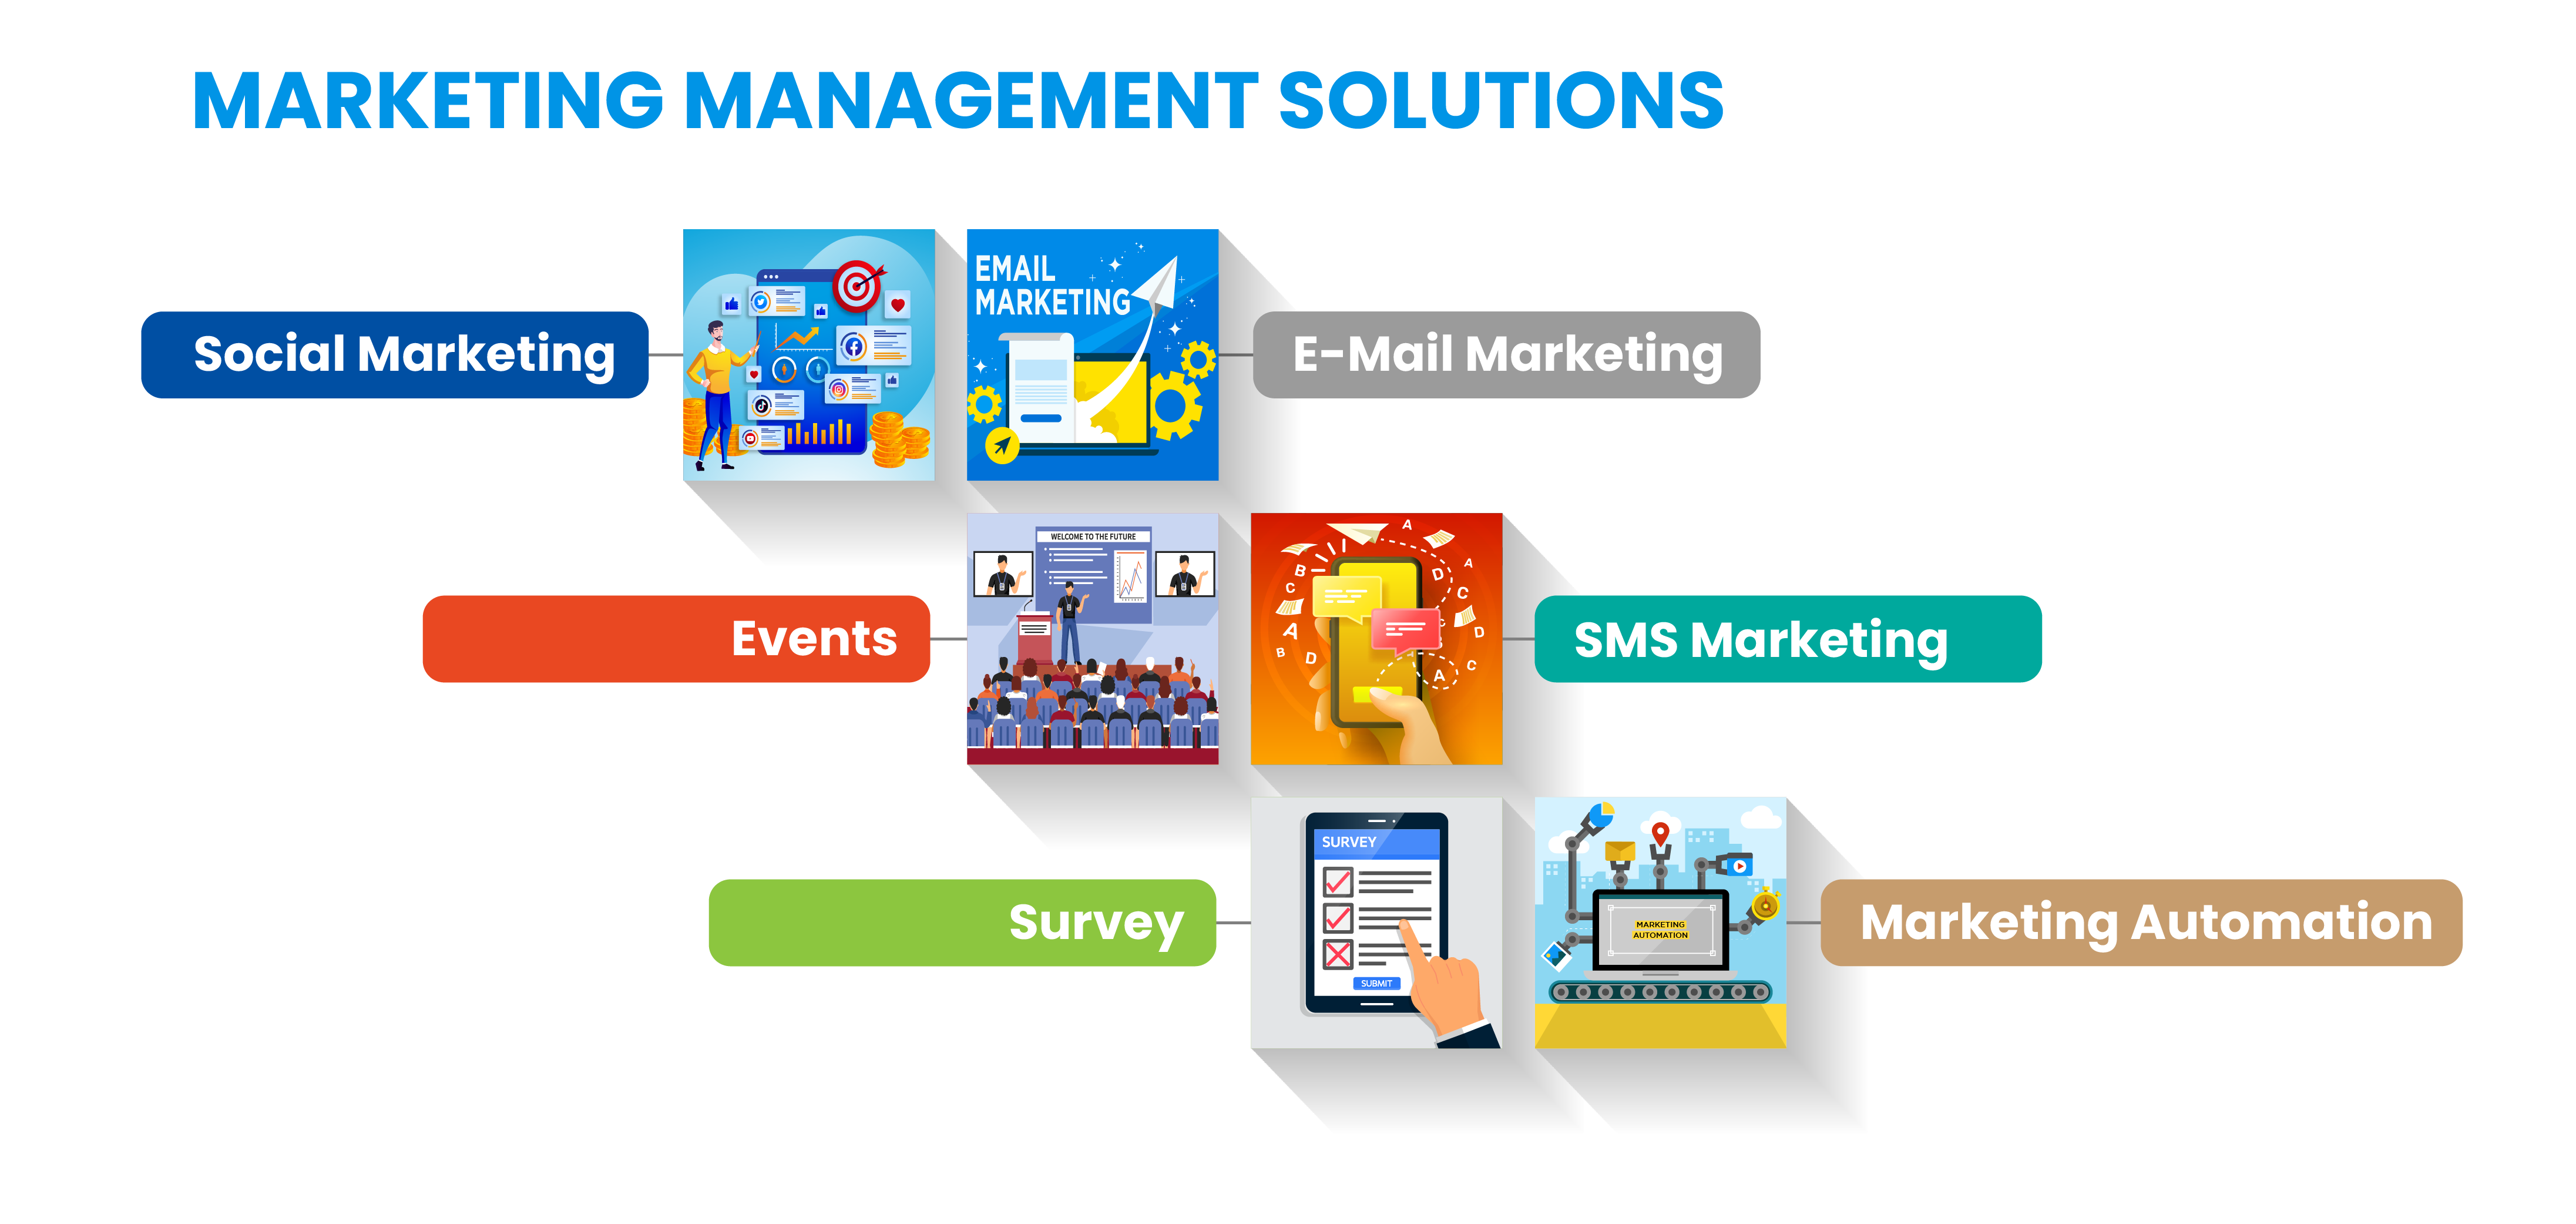 MARKETING MANAGEMENT SOLUTIONS
Social Marketing
EMAIL
MARKETING
E-Mail Marketing
Events
WELCOME TO THE FUTURE
A
B
A
D
C
C
A
D
B
D
C
A
SMS Marketing
Survey
SURVEY
SUBMIT
MARKETING
AUTOMATION
Marketing Automation